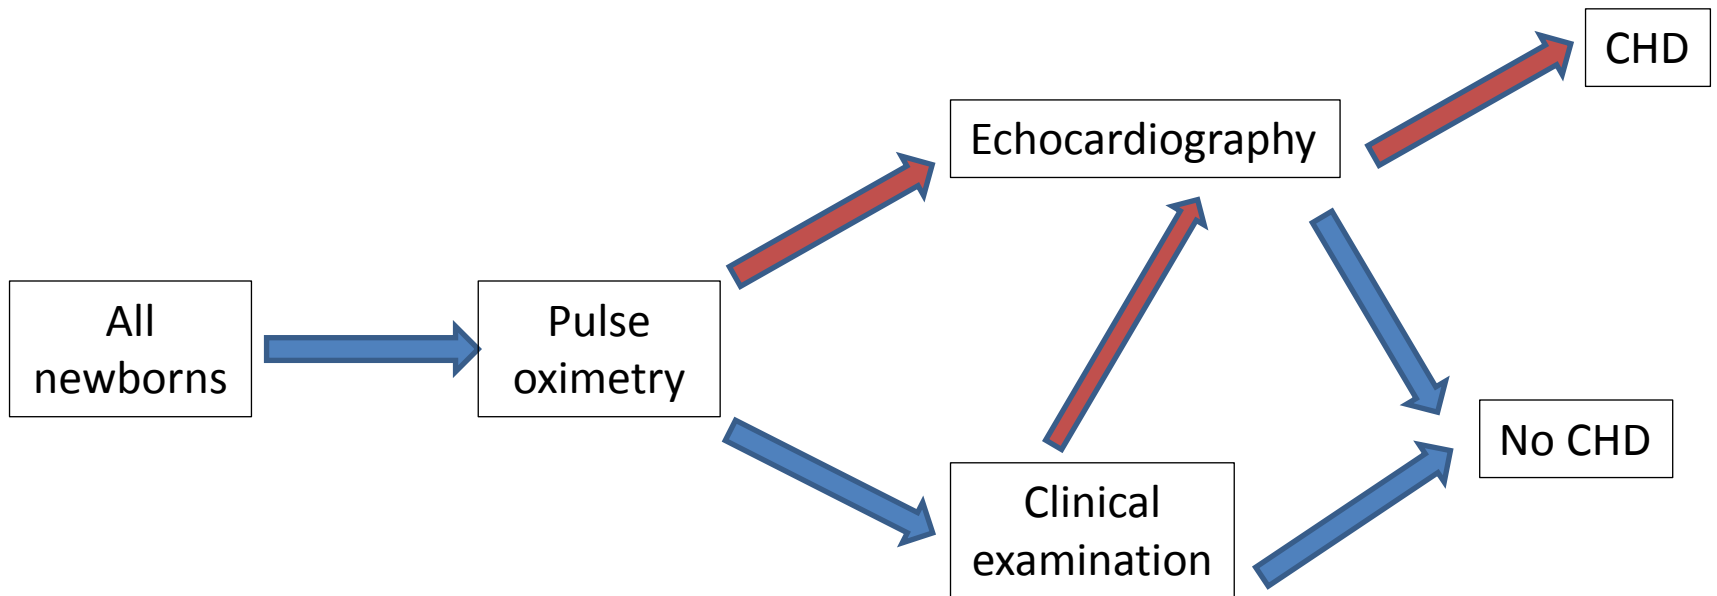 All
newborns
Pulse
oximetry
Echocardiography
Clinical
examination
CHD
No CHD